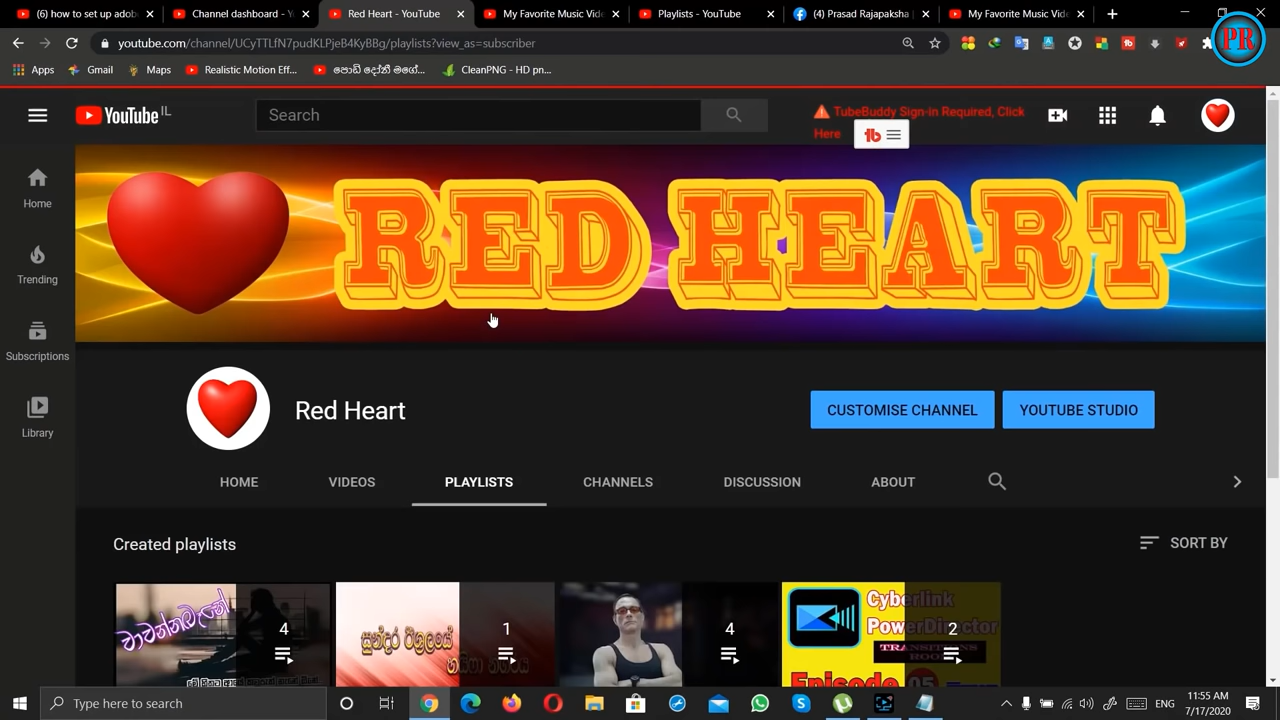 (6) how to set up adob
Channel dashboard - Y
Red Heart - YouTube
My Favorite Music Vid
Playlists - YouTube
(4) Prasad Rajapaksha |
My Favorite Music Vid
PR
youtube.com/channel/UCyTTLfN7pudKLPjeB4KyBBg/playlists?view_as=subscriber
Apps
Gmail
Maps
Realistic Motion Eff...
පොඩි දෝනි මගේ...
CleanPNG - HD pn...
YouTube IL
Search
TubeBuddy Sign-in Required, Click
Here
tb
Home
Trending
Subscriptions
Library
RED HEART
Red Heart
CUSTOMISE CHANNEL
YOUTUBE STUDIO
HOME
VIDEOS
PLAYLISTS
CHANNELS
DISCUSSION
ABOUT
Created playlists
SORT BY
4
1
4
2
Cyberlink
PowerDirector
Episode 05
Type here to search
ENG
11:55 AM
7/17/2020